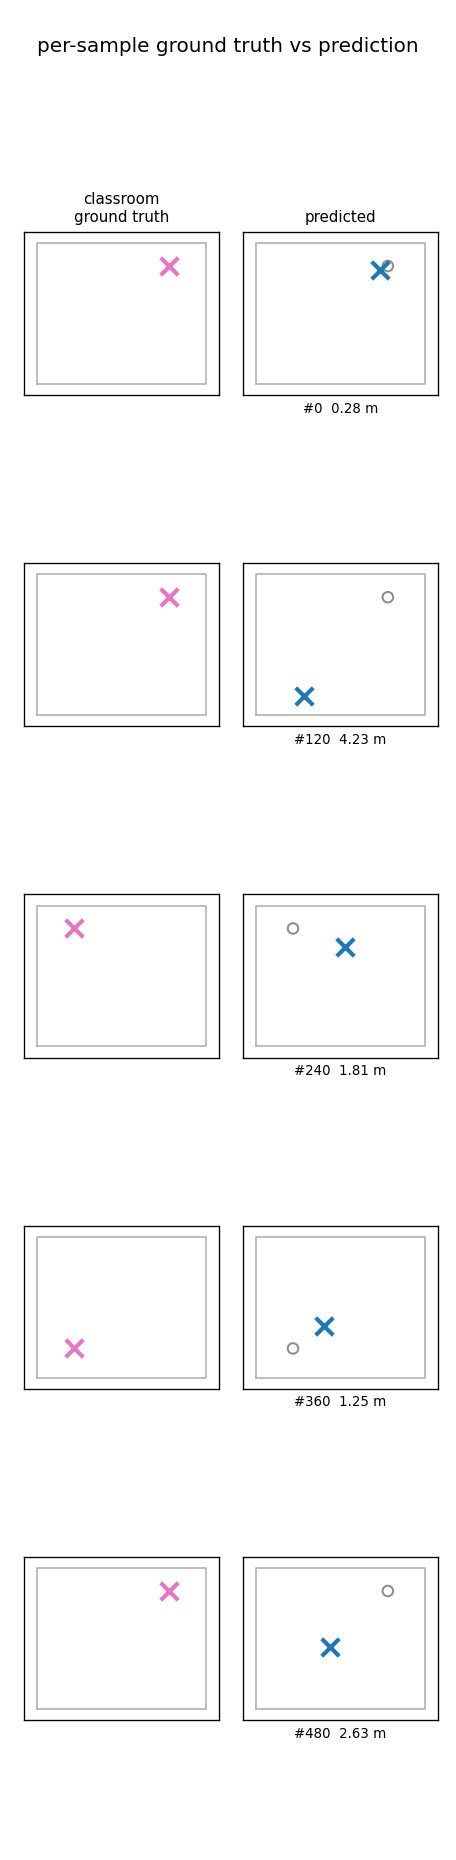 per-sample ground truth vs prediction
classroom
ground truth
predicted
#0  0.28 m
#120  4.23 m
#240  1.81 m
#360  1.25 m
#480  2.63 m